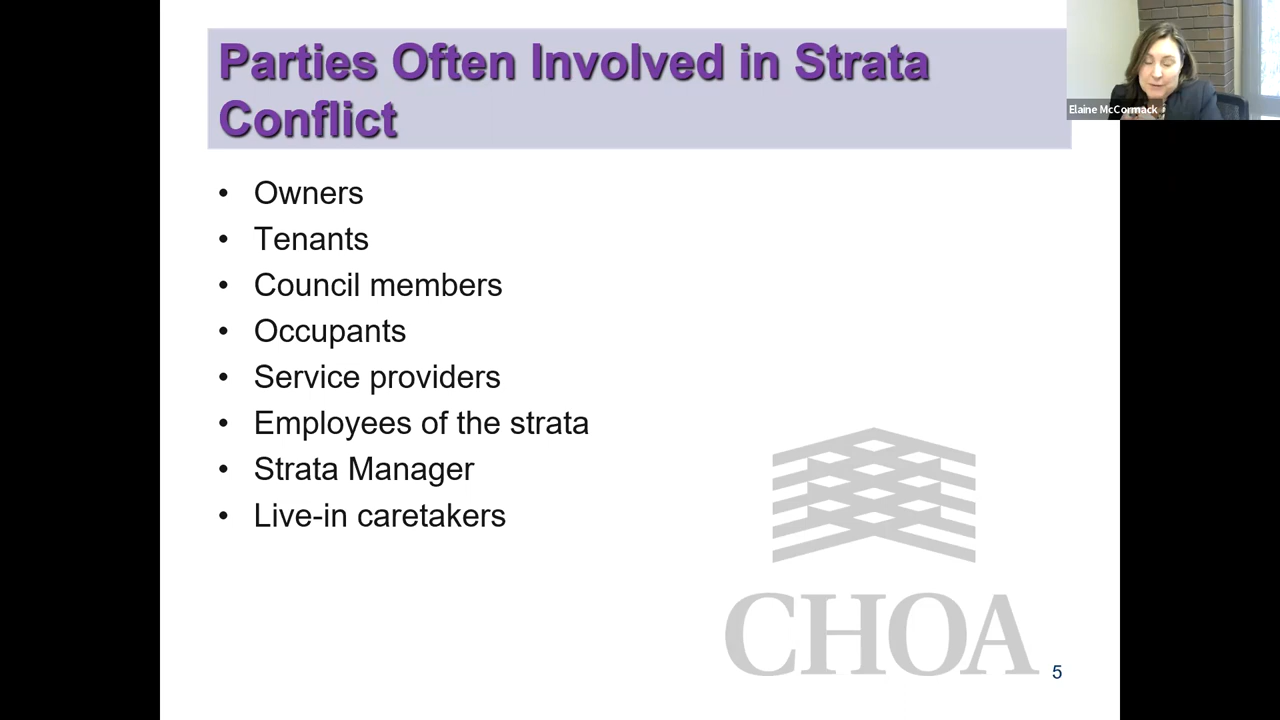 Parties Often Involved in Strata
Conflict
Elaine McCormack
• Owners
• Tenants
• Council members
• Occupants
• Service providers
• Employees of the strata
• Strata Manager
• Live-in caretakers
CHOA
5